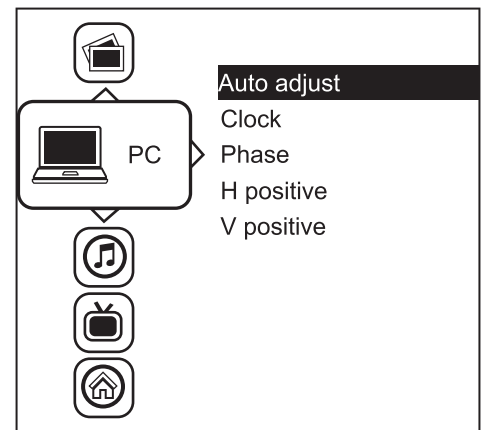 Auto adjust
PC
Clock
Phase
H positive
V positive